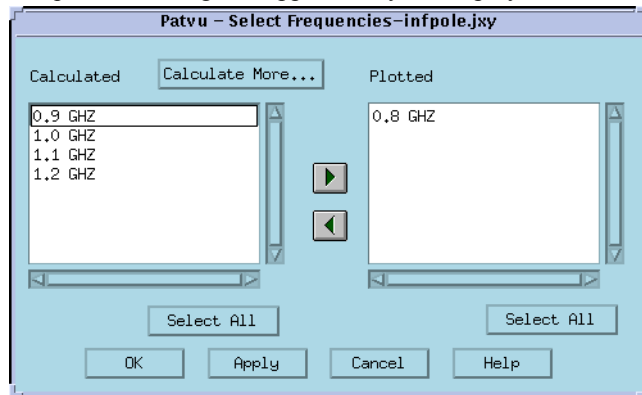 Patvu - Select Frequencies-infpole.jxy
Calculated Calculate More... Plotted
0.9 GHZ 0.8 GHZ
1.0 GHZ
1.1 GHZ
1.2 GHZ
Select All Select All
OK Apply Cancel Help